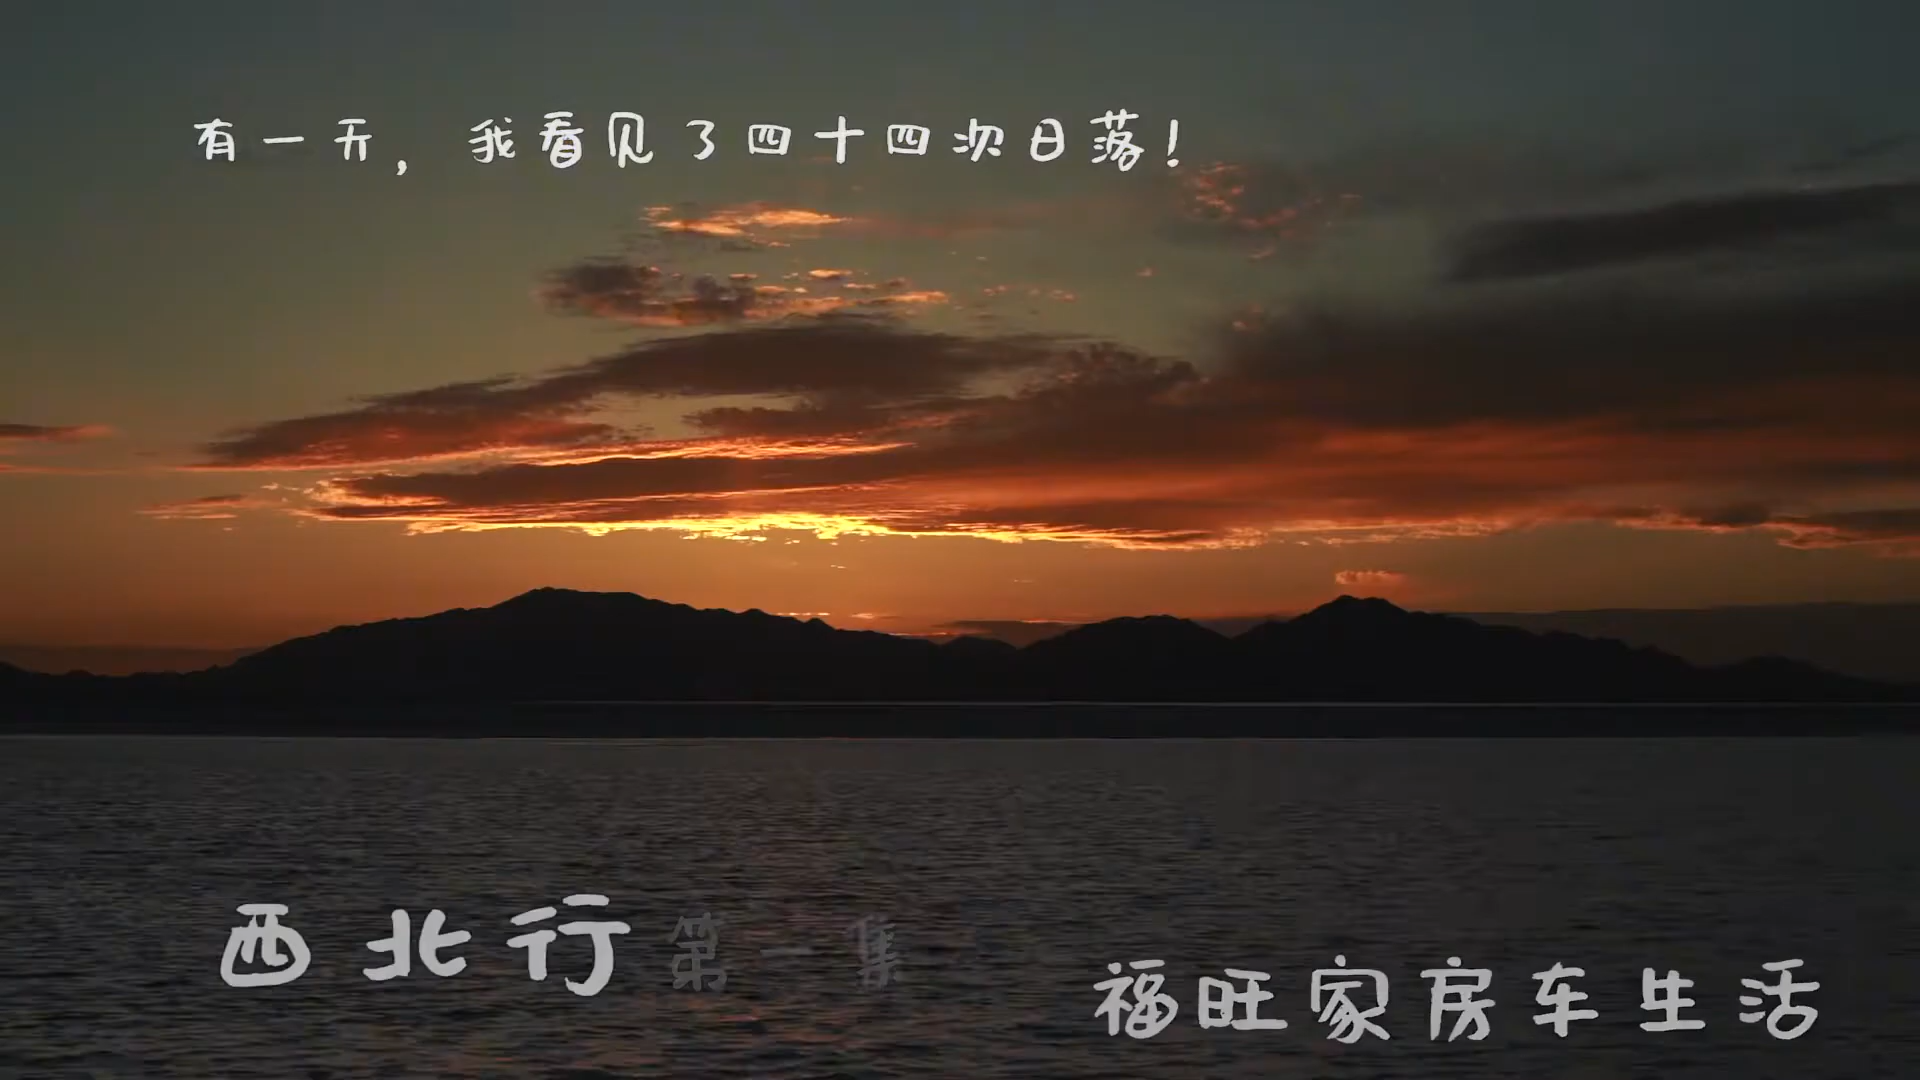 有一天，我看见了四十四次日落！
西北行第一集
福旺家房车生活